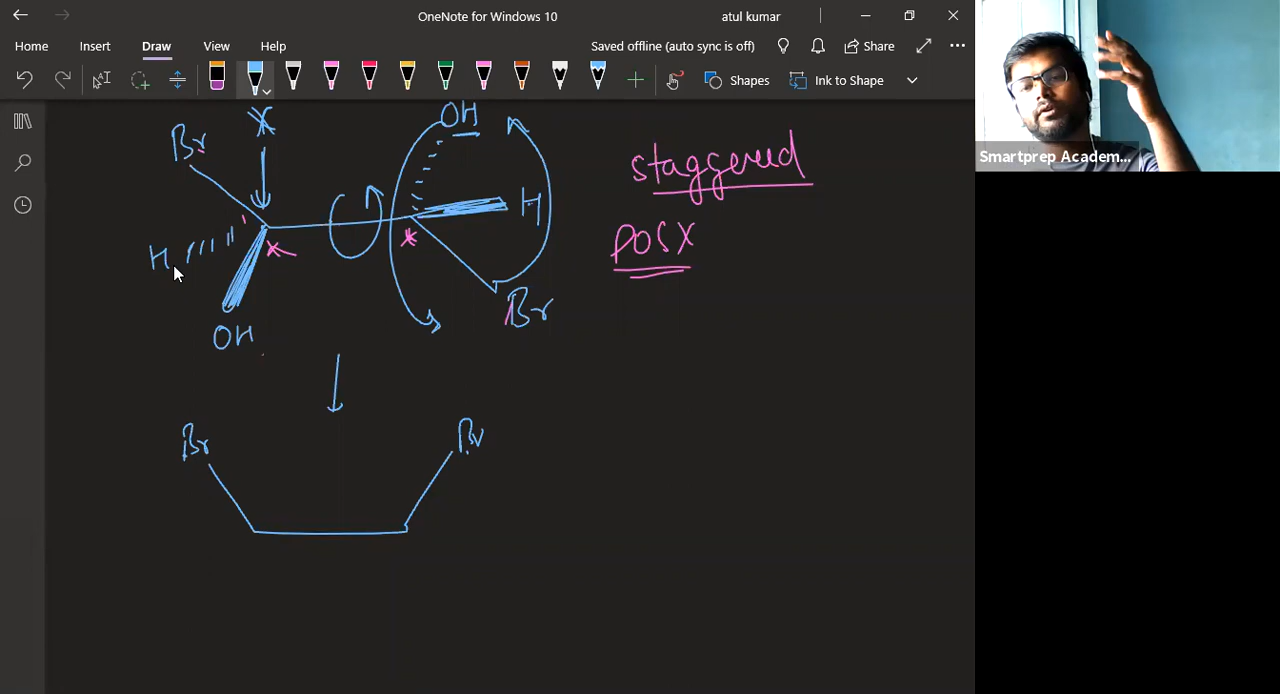 OneNote for Windows 10
atul kumar
Home Insert Draw View Help
Saved offline (auto sync is off)
Share
Shapes
Ink to Shape
Smartprep Academ...
X
OH
Br
staggered
H
H
posx
Br
OH
Br
Br